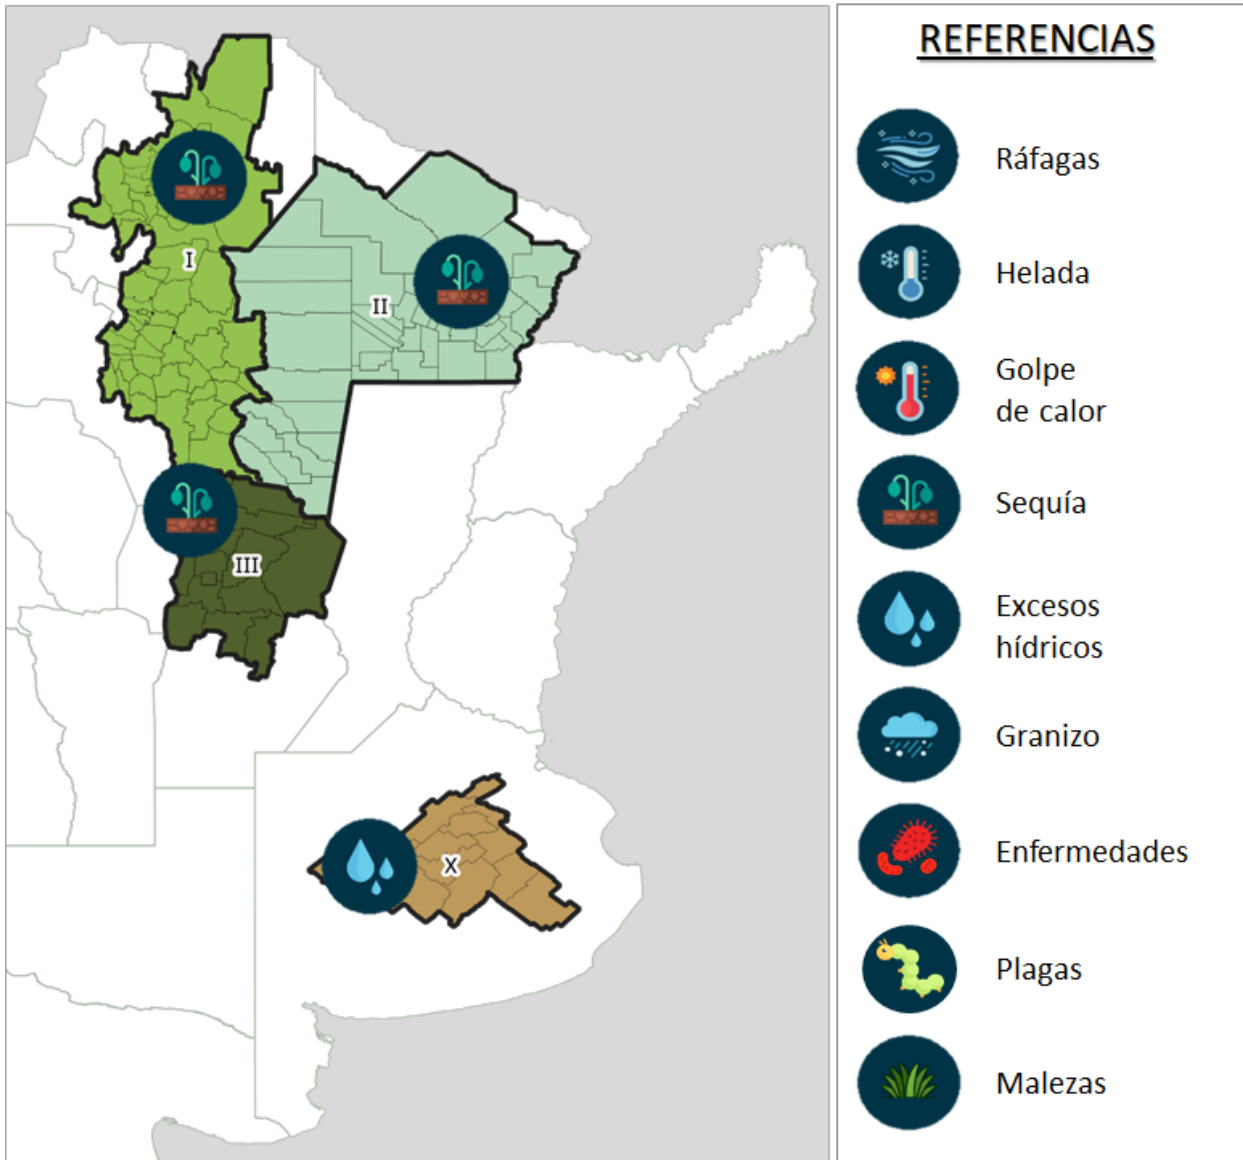 REFERENCIAS
Ráfagas
Helada
Golpe
de calor
Sequía
Excesos
hídricos
Granizo
Enfermedades
Plagas
Malezas
I
II
III
X